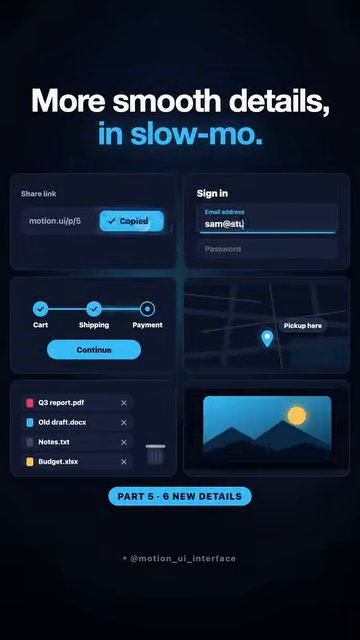 More smooth details,
in slow-mo.
Share link
motion.ui/p/5
Copied
Sign in
Email address
sam@stu
Password
Cart
Shipping
Payment
Continue
Pickup here
Q3 report.pdf
Old draft.docx
Notes.txt
Budget.xlsx
PART 5 · 6 NEW DETAILS
@motion_ui_interface